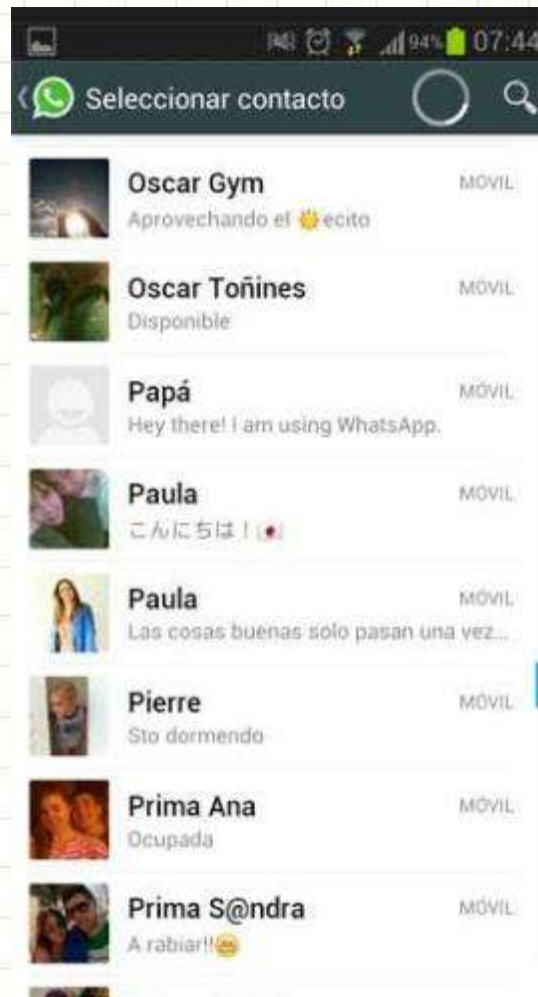 94% 07:44
Seleccionar contacto
Oscar Gym MÓVIL
Aprovechando el 🌞ecito
Oscar Toñines MÓVIL
Disponible
Papá MÓVIL
Hey there! I am using WhatsApp.
Paula MÓVIL
こんにちは！🇯🇵
Paula MÓVIL
Las cosas buenas solo pasan una vez...
Pierre MÓVIL
Sto dormendo
Prima Ana MÓVIL
Ocupada
Prima S@ndra MÓVIL
A rabiar!!😁